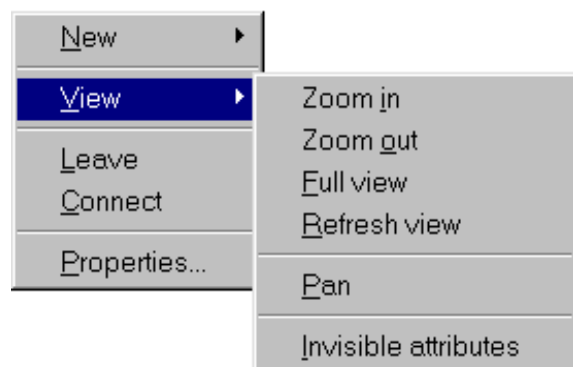 New
View
Leave
Connect
Properties...
Zoom in
Zoom out
Full view
Refresh view
Pan
Invisible attributes